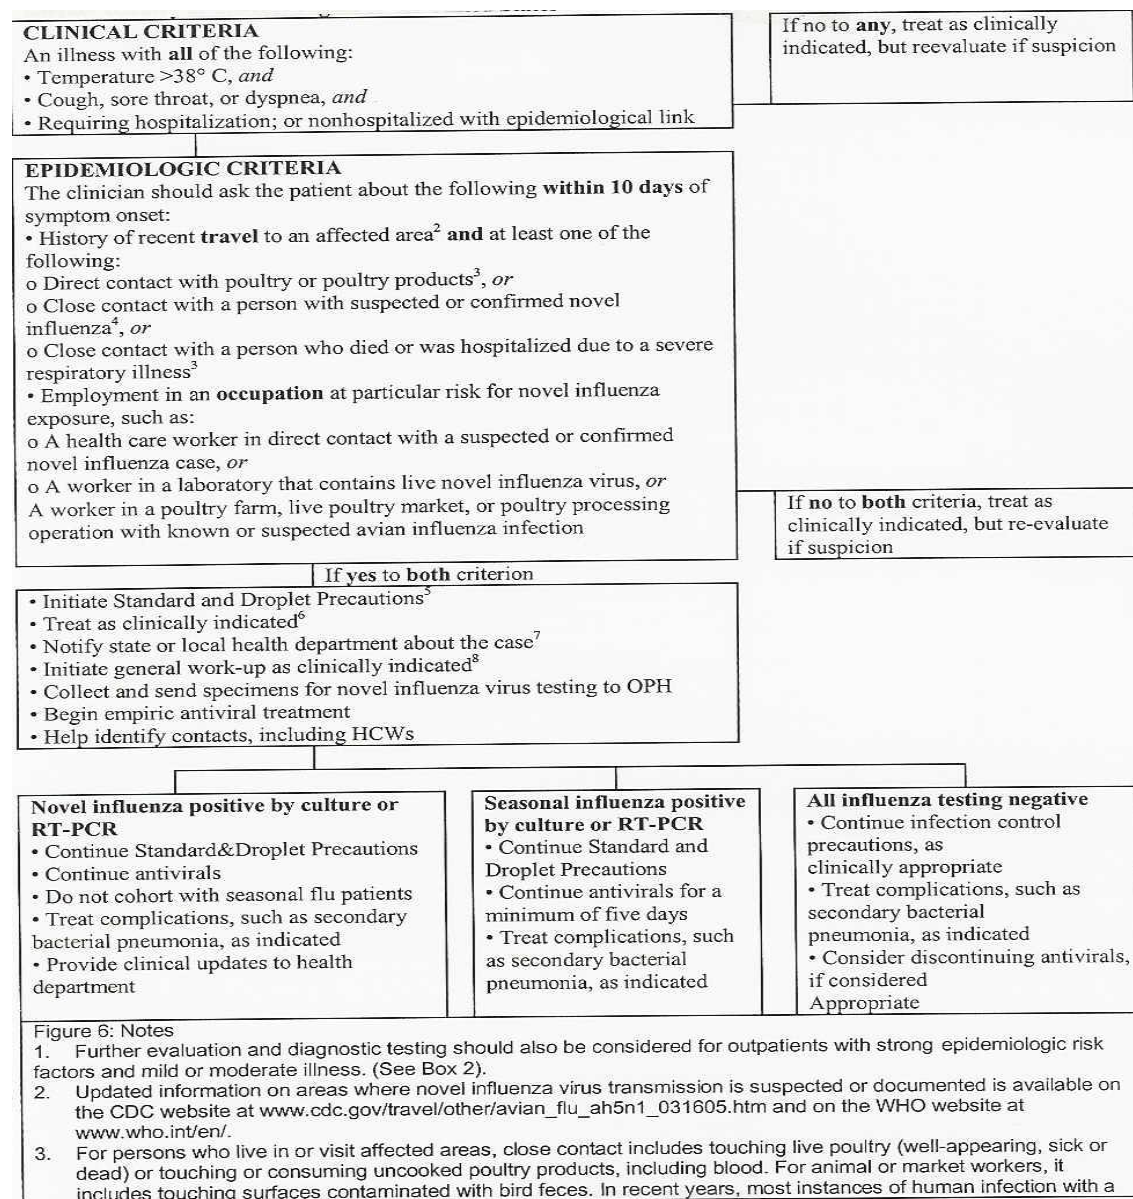 CLINICAL CRITERIA
An illness with all of the following:
• Temperature >38° C, and
• Cough, sore throat, or dyspnea, and
• Requiring hospitalization; or nonhospitalized with epidemiological link
If no to any, treat as clinically
indicated, but reevaluate if suspicion
EPIDEMIOLOGIC CRITERIA
The clinician should ask the patient about the following within 10 days of
symptom onset:
• History of recent travel to an affected area2 and at least one of the
following:
o Direct contact with poultry or poultry products3, or
o Close contact with a person with suspected or confirmed novel
influenza4, or
o Close contact with a person who died or was hospitalized due to a severe
respiratory illness3
• Employment in an occupation at particular risk for novel influenza
exposure, such as:
o A health care worker in direct contact with a suspected or confirmed
novel influenza case, or
o A worker in a laboratory that contains live novel influenza virus, or
A worker in a poultry farm, live poultry market, or poultry processing
operation with known or suspected avian influenza infection
If no to both criteria, treat as
clinically indicated, but re-evaluate
if suspicion
If yes to both criterion
• Initiate Standard and Droplet Precautions5
• Treat as clinically indicated6
• Notify state or local health department about the case7
• Initiate general work-up as clinically indicated8
• Collect and send specimens for novel influenza virus testing to OPH
• Begin empiric antiviral treatment
• Help identify contacts, including HCWs
Novel influenza positive by culture or
RT-PCR
• Continue Standard&Droplet Precautions
• Continue antivirals
• Do not cohort with seasonal flu patients
• Treat complications, such as secondary
bacterial pneumonia, as indicated
• Provide clinical updates to health
department
Seasonal influenza positive
by culture or RT-PCR
• Continue Standard and
Droplet Precautions
• Continue antivirals for a
minimum of five days
• Treat complications, such
as secondary bacterial
pneumonia, as indicated
All influenza testing negative
• Continue infection control
precautions, as
clinically appropriate
• Treat complications, such as
secondary bacterial
pneumonia, as indicated
• Consider discontinuing antivirals,
if considered
Appropriate
Figure 6: Notes
1. Further evaluation and diagnostic testing should also be considered for outpatients with strong epidemiologic risk
factors and mild or moderate illness. (See Box 2).
2. Updated information on areas where novel influenza virus transmission is suspected or documented is available on
the CDC website at www.cdc.gov/travel/other/avian_flu_ah5n1_031605.htm and on the WHO website at
www.who.int/en/.
3. For persons who live in or visit affected areas, close contact includes touching live poultry (well-appearing, sick or
dead) or touching or consuming uncooked poultry products, including blood. For animal or market workers, it
includes touching surfaces contaminated with bird feces. In recent years, most instances of human infection with a